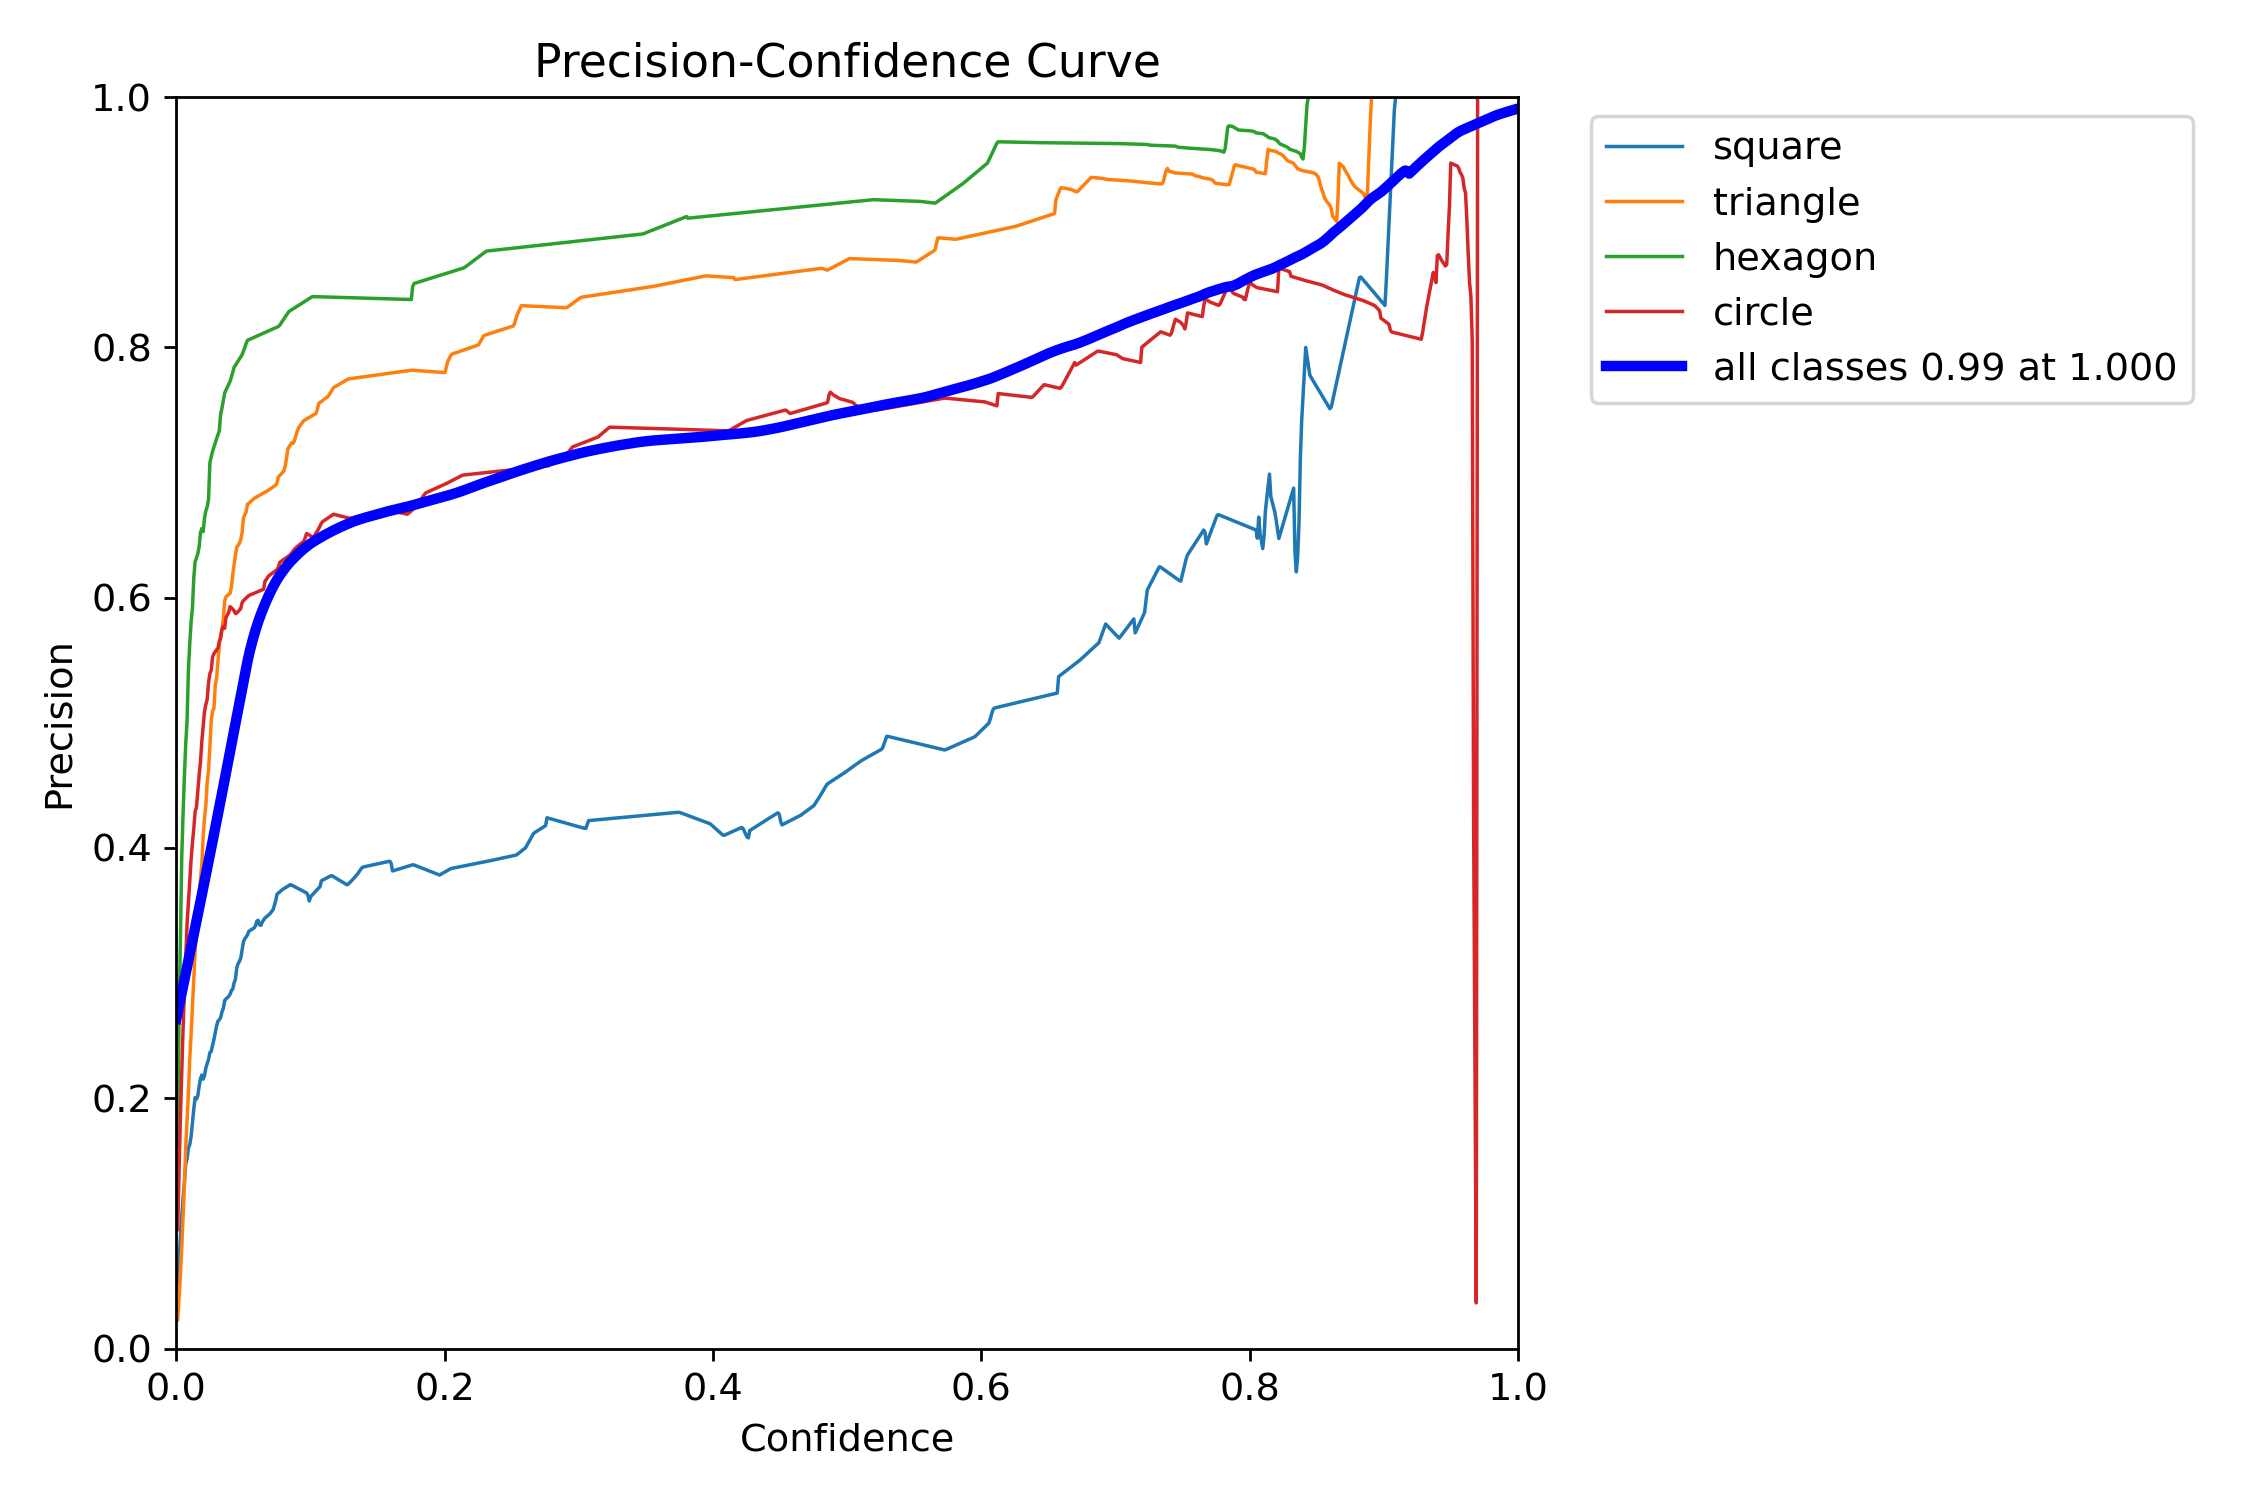 Precision-Confidence Curve
1.0
0.8
0.6
0.4
0.2
0.0
Precision
0.0 0.2 0.4 0.6 0.8 1.0
Confidence
square
triangle
hexagon
circle
all classes 0.99 at 1.000